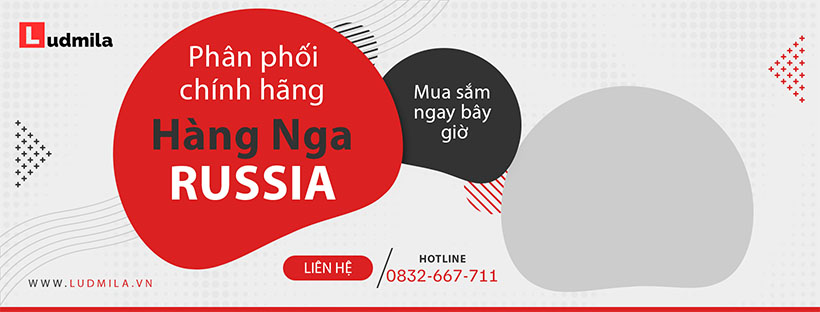 Ludmila
Phân phối
chính hãng
Hàng Nga
RUSSIA
Mua sắm
ngay bây
giờ
LIÊN HỆ
HOTLINE
0832-667-711
WWW.LUDMILA.VN